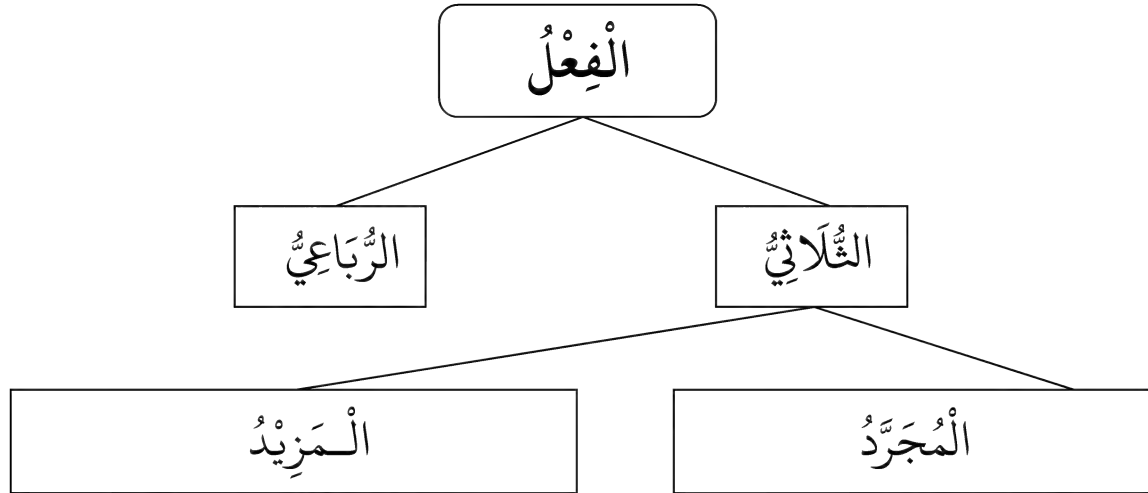 الْفِعْلُ
الثُّلَاثِيُّ
الرُّبَاعِيُّ
الْمُجَرَّدُ
الْـمَزِيْدُ